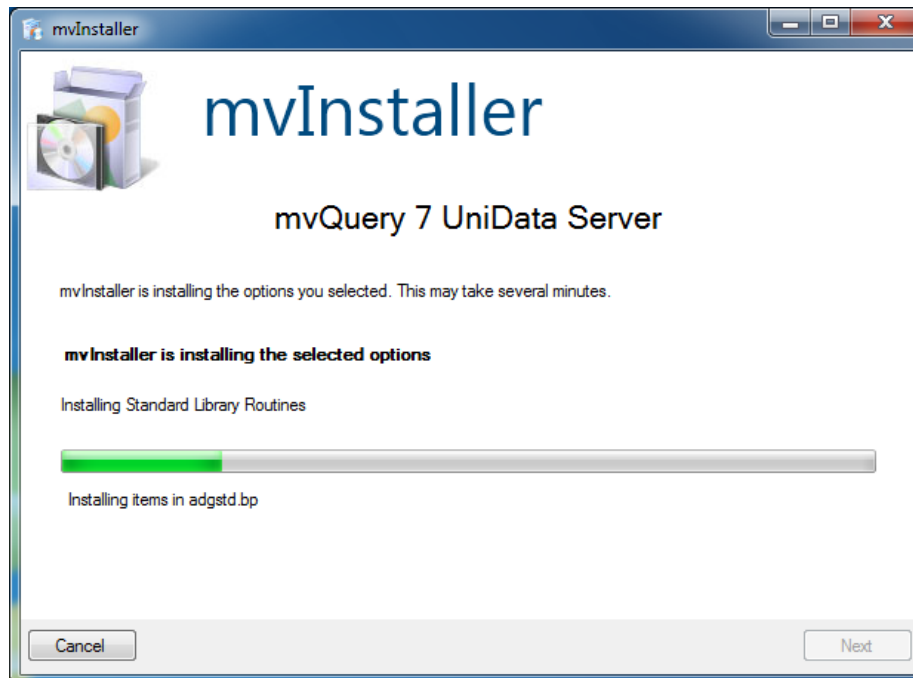 mvInstaller
mvInstaller
mvQuery 7 UniData Server
mvInstaller is installing the options you selected. This may take several minutes.
mvInstaller is installing the selected options
Installing Standard Library Routines
Installing items in adgstd.bp
Cancel
Next